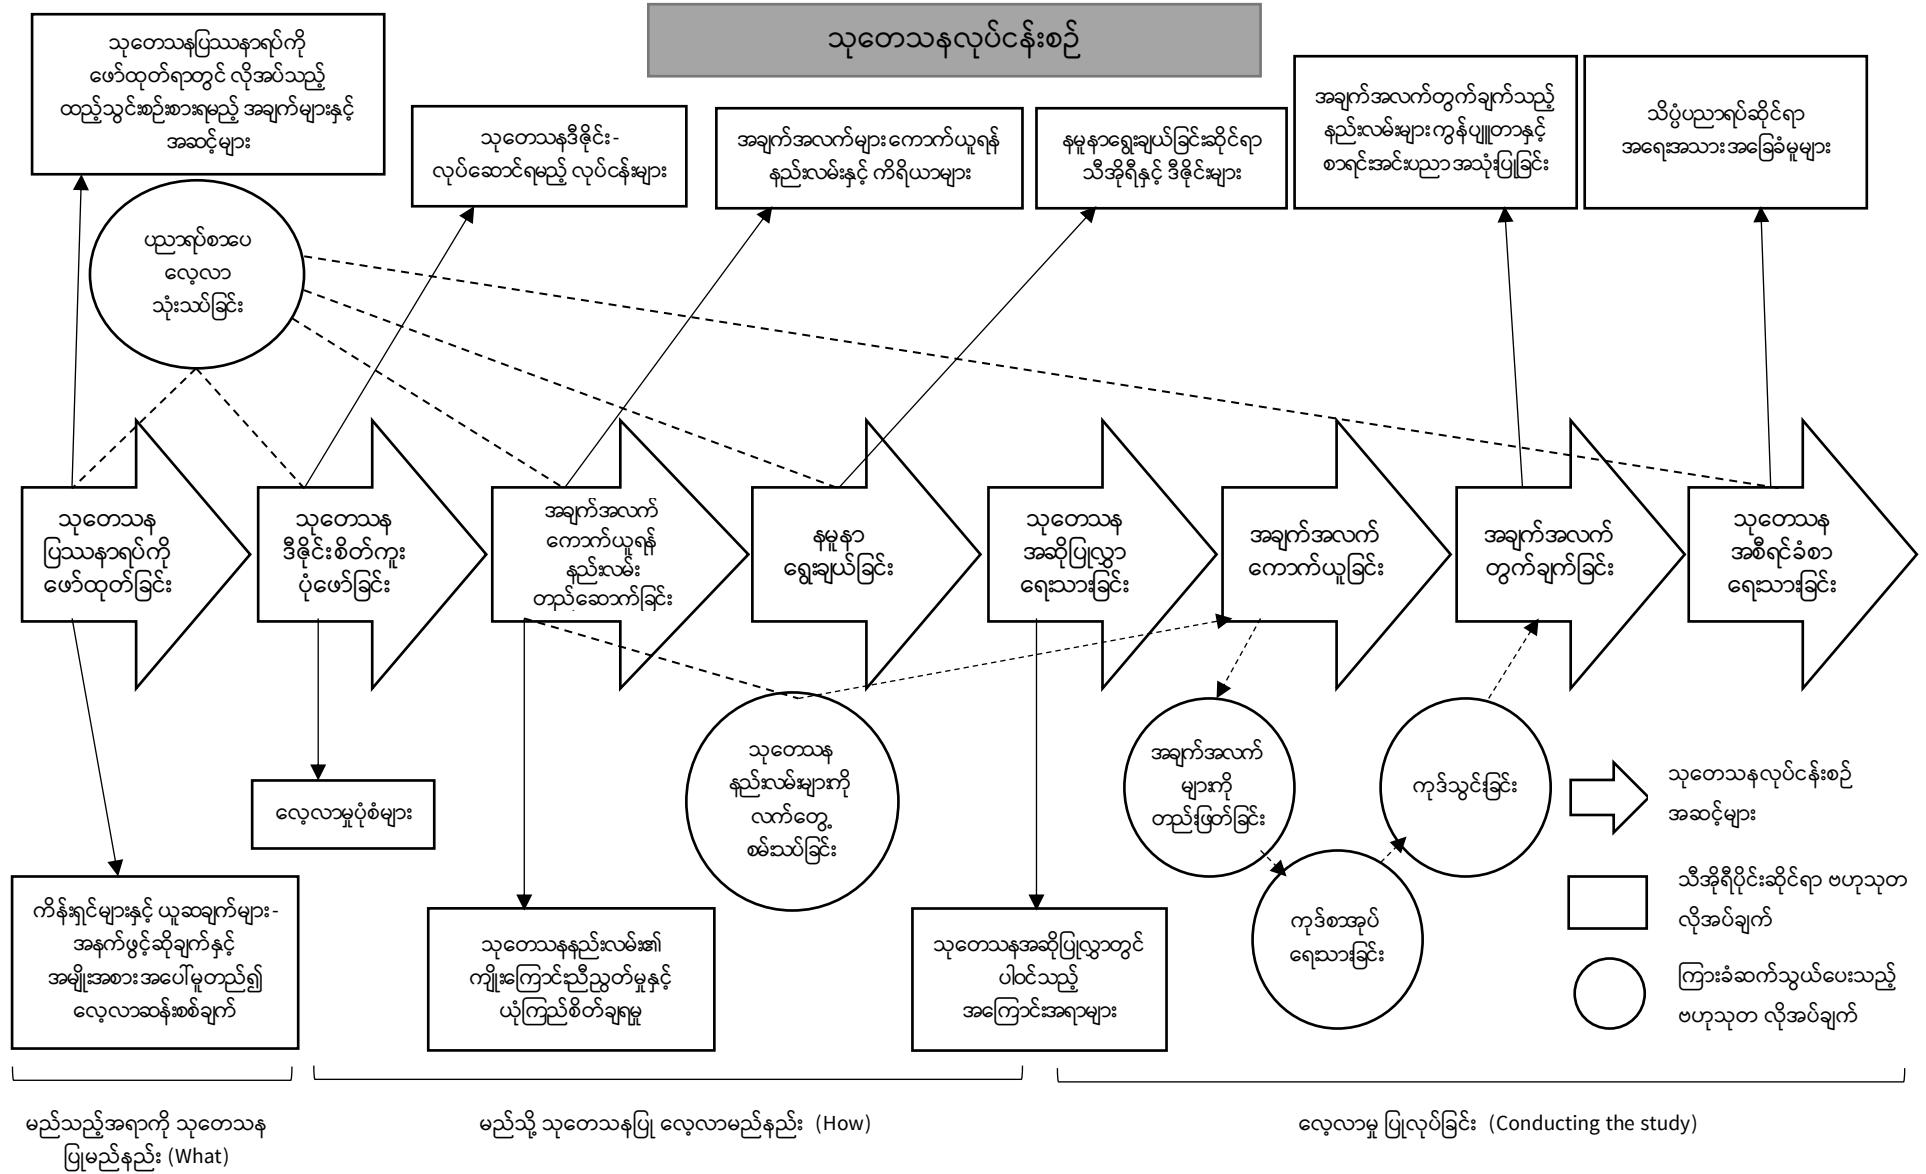 သုတေသနလုပ်ငန်းစဉ်
သုတေသနပြဿနာရပ်ကို
ဖော်ထုတ်ရာတွင် လိုအပ်သည့်
ထည့်သွင်းစဉ်းစားရမည့် အချက်များနှင့်
အဆင့်များ
သုတေသနဒီဇိုင်း -
လုပ်ဆောင်ရမည့် လုပ်ငန်းများ
အချက်အလက်များ ကောက်ယူရန်
နည်းလမ်းနှင့် ကိရိယာများ
နမူနာရွေးချယ်ခြင်းဆိုင်ရာ
သီအိုရီနှင့် ဒီဇိုင်းများ
အချက်အလက်တွက်ချက်သည့်
နည်းလမ်းများ ကွန်ပျူတာနှင့်
စာရင်းအင်းပညာ အသုံးပြုခြင်း
သိပ္ပံပညာရပ်ဆိုင်ရာ
အရေးအသား အခြေခံမူများ
ပညာရပ်စာပေ
လေ့လာ
သုံးသပ်ခြင်း
သုတေသန
ပြဿနာရပ်ကို
ဖော်ထုတ်ခြင်း
သုတေသန
ဒီဇိုင်း စိတ်ကူး
ပုံဖော်ခြင်း
အချက်အလက်
ကောက်ယူရန်
နည်းလမ်း
တည်ဆောက်ခြင်း
နမူနာ
ရွေးချယ်ခြင်း
သုတေသန
အဆိုပြုလွှာ
ရေးသားခြင်း
အချက်အလက်
ကောက်ယူခြင်း
အချက်အလက်
တွက်ချက်ခြင်း
သုတေသန
အစီရင်ခံစာ
ရေးသားခြင်း
လေ့လာမှုပုံစံများ
သုတေသန
နည်းလမ်းများကို
လက်တွေ့
စမ်းသပ်ခြင်း
အချက်အလက်
များကို
တည်းဖြတ်ခြင်း
ကုဒ်သွင်းခြင်း
ကုဒ်စာအုပ်
ရေးသားခြင်း
ကိန်းရှင်များနှင့် ယူဆချက်များ -
အနက်ဖွင့်ဆိုချက်နှင့်
အမျိုးအစား အပေါ်မူတည်၍
လေ့လာဆန်းစစ်ချက်
သုတေသနနည်းလမ်း၏
ကျိုးကြောင်းညီညွတ်မှုနှင့်
ယုံကြည်စိတ်ချရမှု
သုတေသနအဆိုပြုလွှာတွင်
ပါဝင်သည့်
အကြောင်းအရာများ
သုတေသနလုပ်ငန်းစဉ်
အဆင့်များ
သီအိုရီပိုင်းဆိုင်ရာ ဗဟုသုတ
လိုအပ်ချက်
ကြားခံဆက်သွယ်ပေးသည့်
ဗဟုသုတ လိုအပ်ချက်
မည်သည့်အရာကို သုတေသန
ပြုမည်နည်း (What)
မည်သို့ သုတေသနပြု လေ့လာမည်နည်း (How)
လေ့လာမှု ပြုလုပ်ခြင်း (Conducting the study)